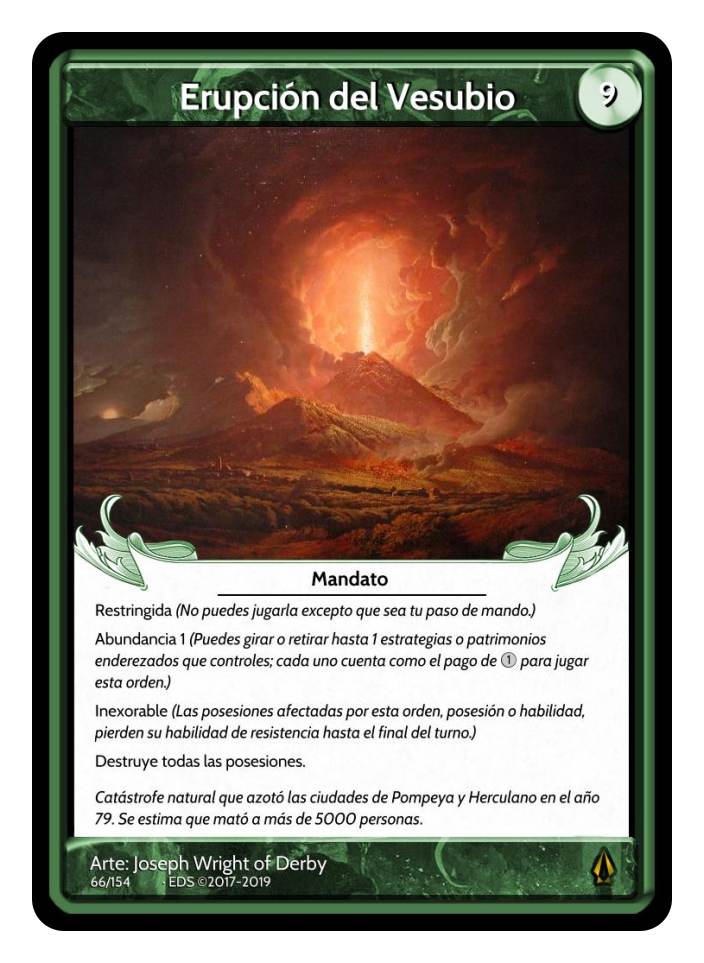 Erupción del Vesubio
9
Mandato
Restringida (No puedes jugarla excepto que sea tu paso de mando.)
Abundancia 1 (Puedes girar o retirar hasta 1 estrategias o patrimonios
enderezados que controles; cada uno cuenta como el pago de 1 para jugar
esta orden.)
Inexorable (Las posesiones afectadas por esta orden, posesión o habilidad,
pierden su habilidad de resistencia hasta el final del turno.)
Destruye todas las posesiones.
Catástrofe natural que azotó las ciudades de Pompeya y Herculano en el año
79. Se estima que mató a más de 5000 personas.
Arte: Joseph Wright of Derby
66/154 · EDS ©2017-2019